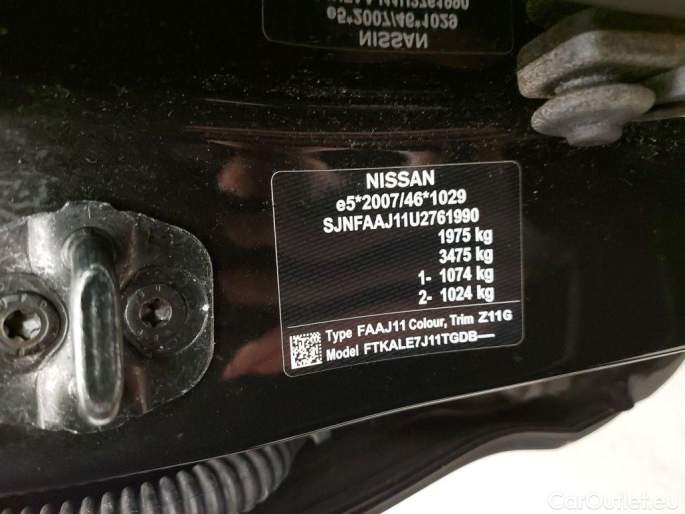 NISSAN
e5*2007/46*1029
SJNFAAJ11U2761990
1975 kg
3475 kg
1- 1074 kg
2- 1024 kg
Type FAAJ11 Colour, Trim Z11G
Model FTKALE7J11TGDB—
CarOutlet.eu